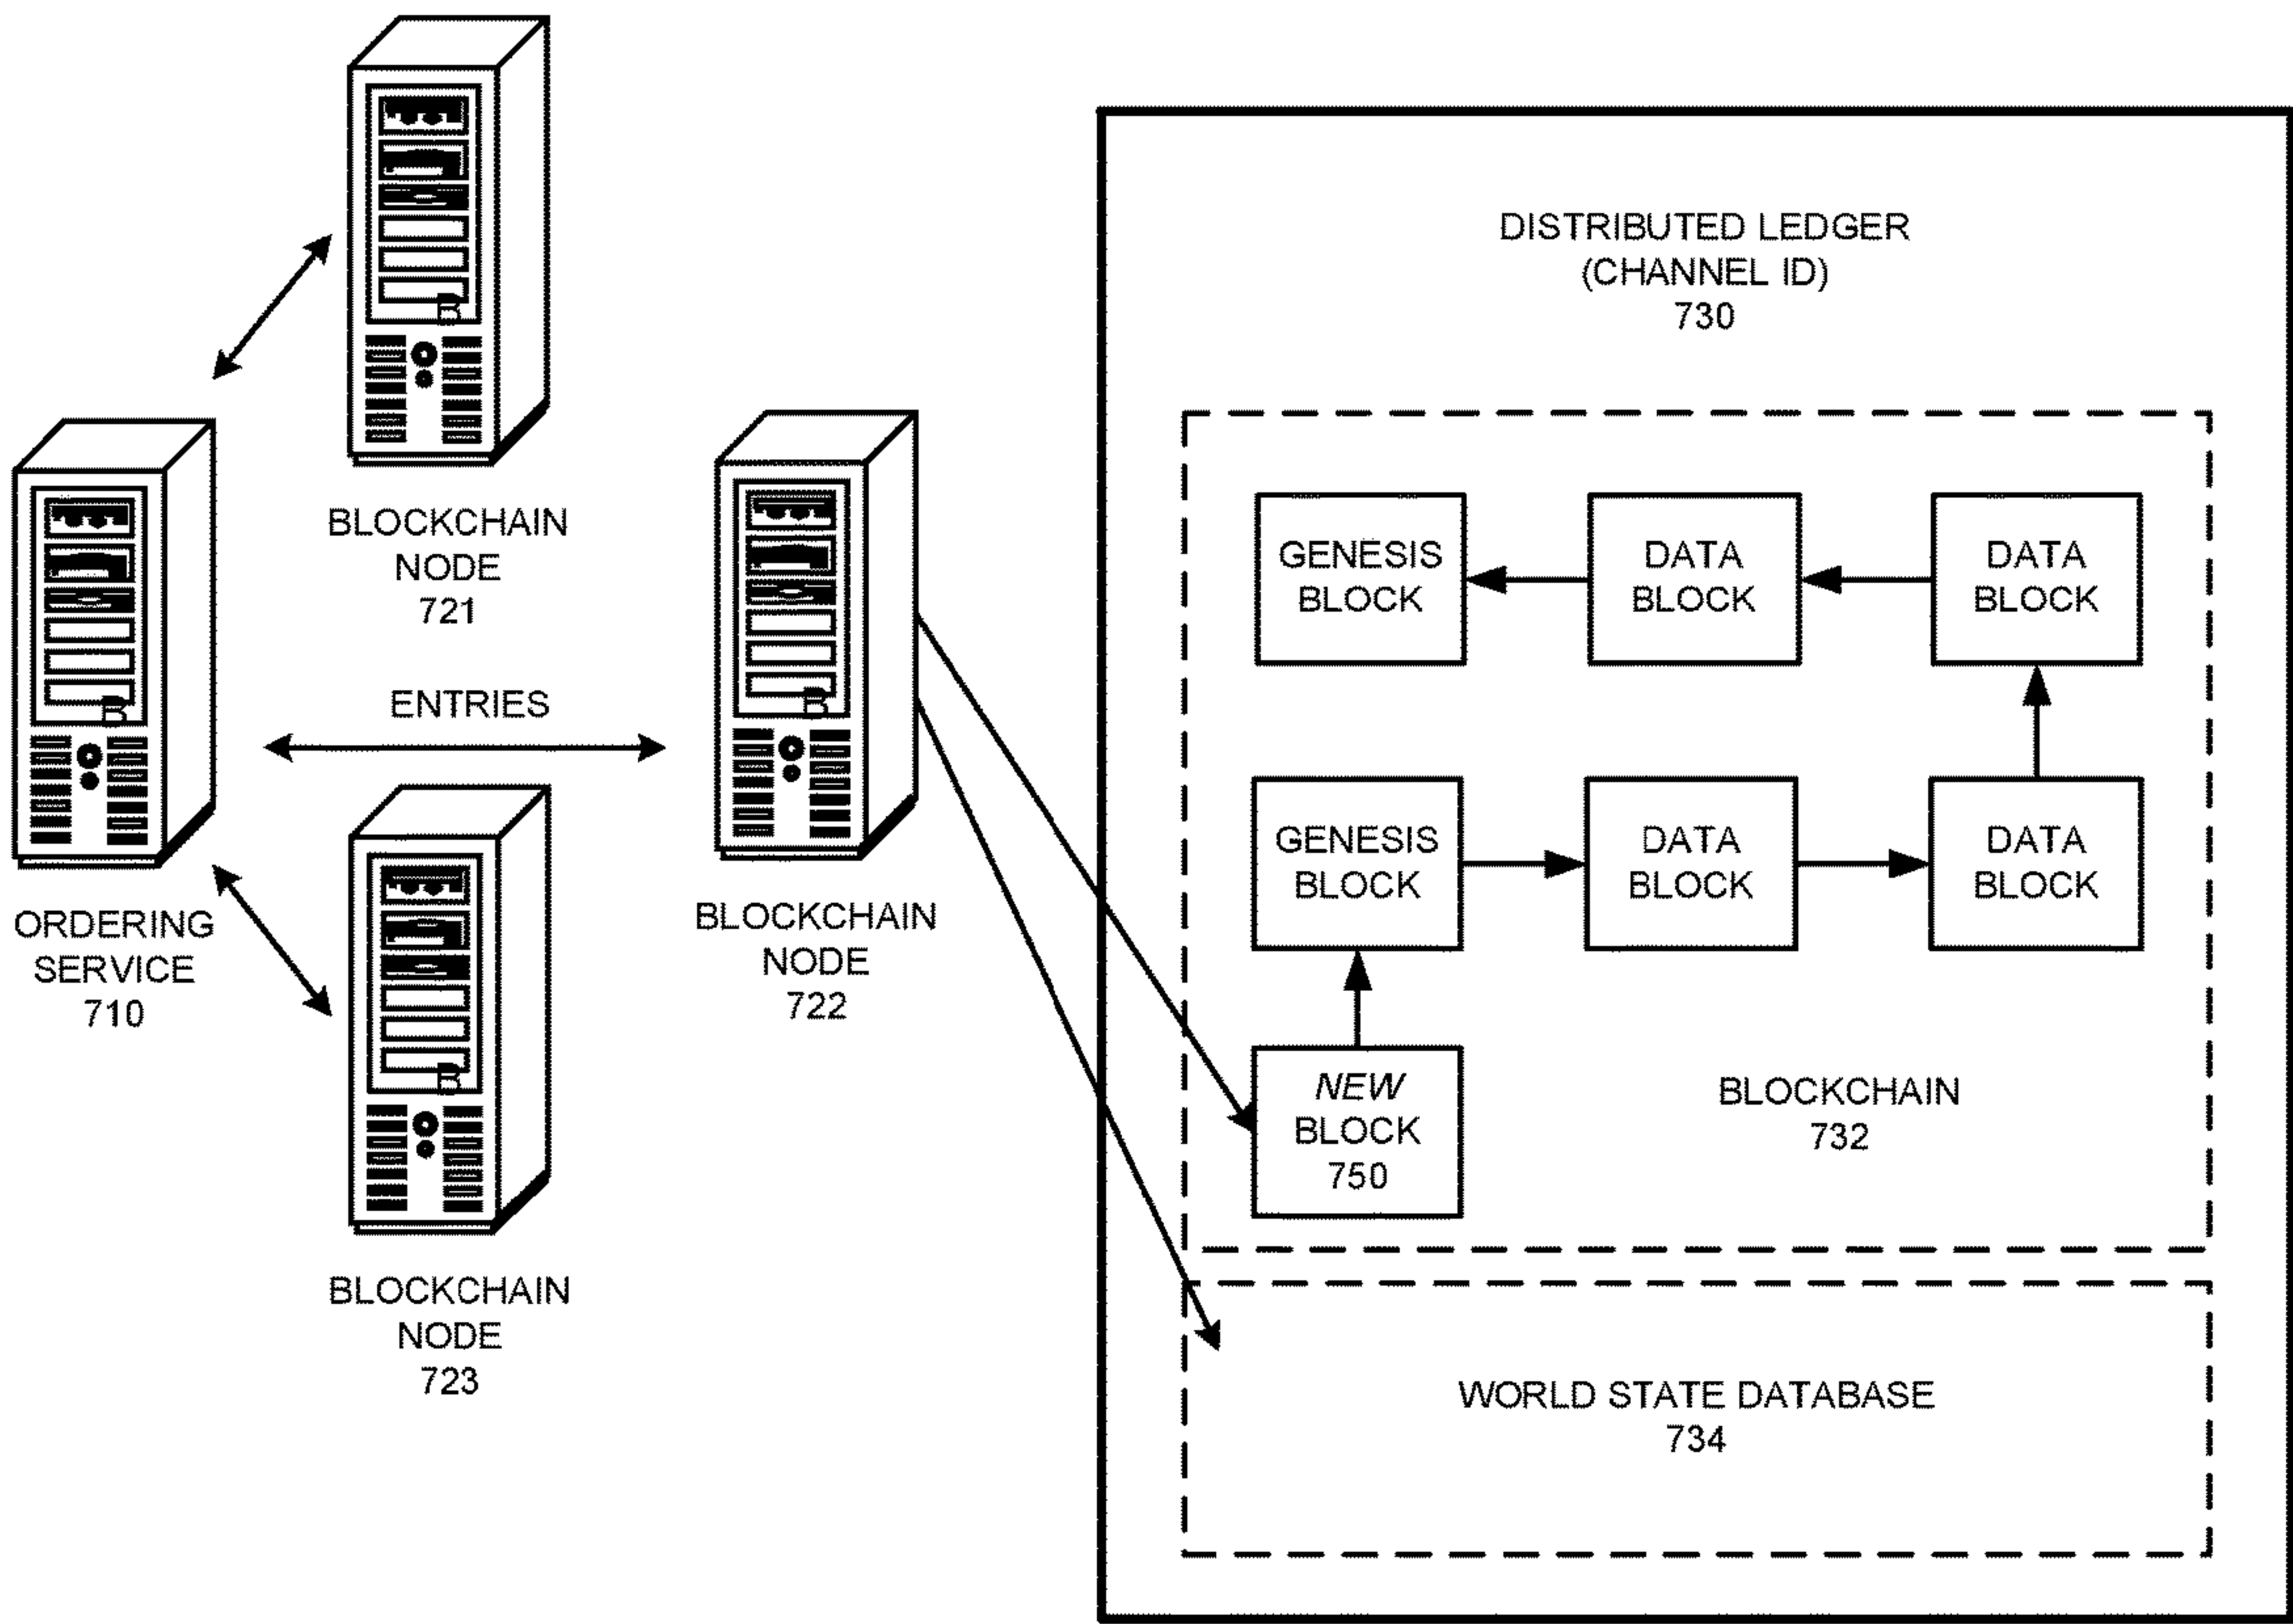 BLOCKCHAIN
NODE
721
B
ORDERING
SERVICE
710
B
ENTRIES
BLOCKCHAIN
NODE
722
B
BLOCKCHAIN
NODE
723
B
DISTRIBUTED LEDGER
(CHANNEL ID)
730
GENESIS
BLOCK
DATA
BLOCK
DATA
BLOCK
GENESIS
BLOCK
DATA
BLOCK
DATA
BLOCK
NEW
BLOCK
750
BLOCKCHAIN
732
WORLD STATE DATABASE
734